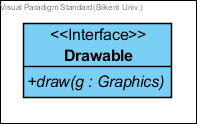 Visual Paradigm Standard(Bilkent Univ.)
<<Interface>>
Drawable
+draw(g : Graphics)